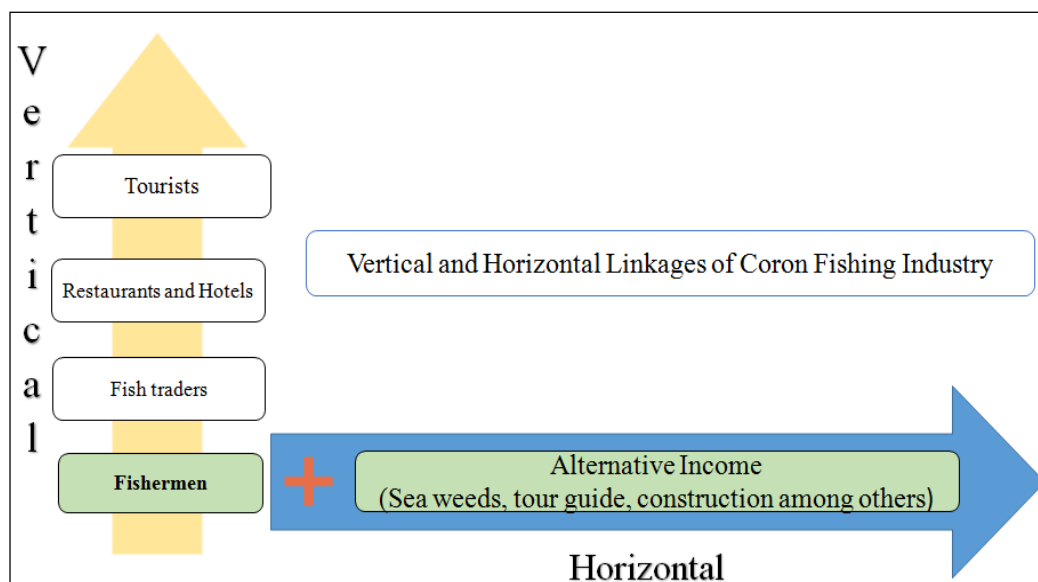 Vertical
Tourists
Vertical and Horizontal Linkages of Coron Fishing Industry
Restaurants and Hotels
Fish traders
Fishermen
+
Alternative Income
(Sea weeds, tour guide, construction among others)
Horizontal